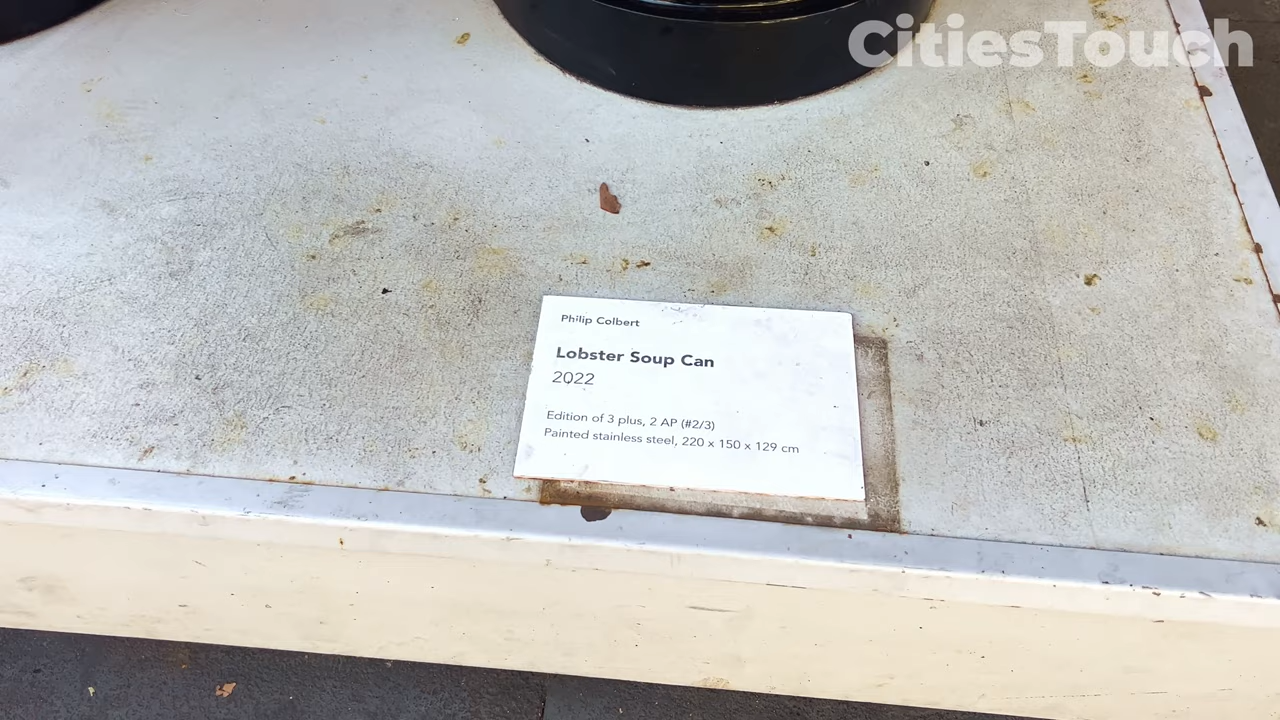 CitiesTouch
Philip Colbert
Lobster Soup Can
2022
Edition of 3 plus, 2 AP (#2/3)
Painted stainless steel, 220 x 150 x 129 cm